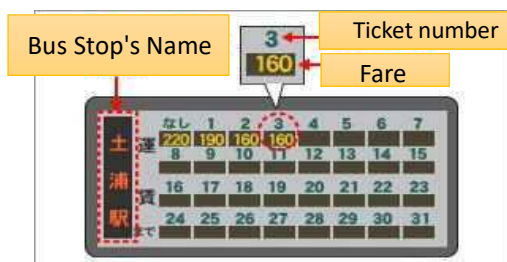 Bus Stop's Name
3
Ticket number
160
Fare
土浦駅
運賃
まで
なし 1 2 3 4 5 6 7
220 190 160 160
8 9 10 11 12 13 14 15
16 17 18 19 20 21 22 23
24 25 26 27 28 29 30 31